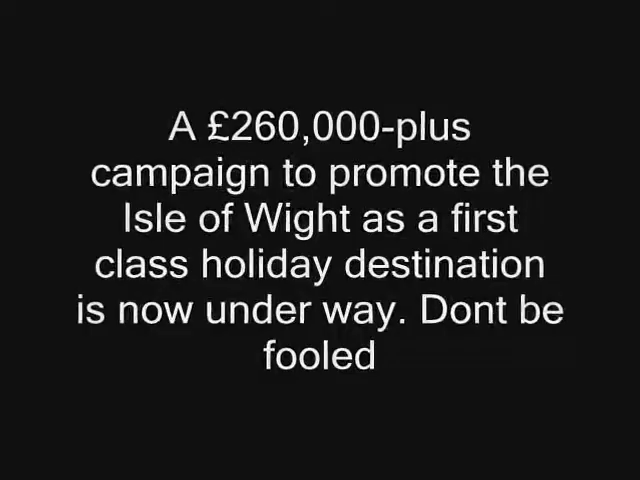 A £260,000-plus
campaign to promote the
Isle of Wight as a first
class holiday destination
is now under way. Dont be
fooled